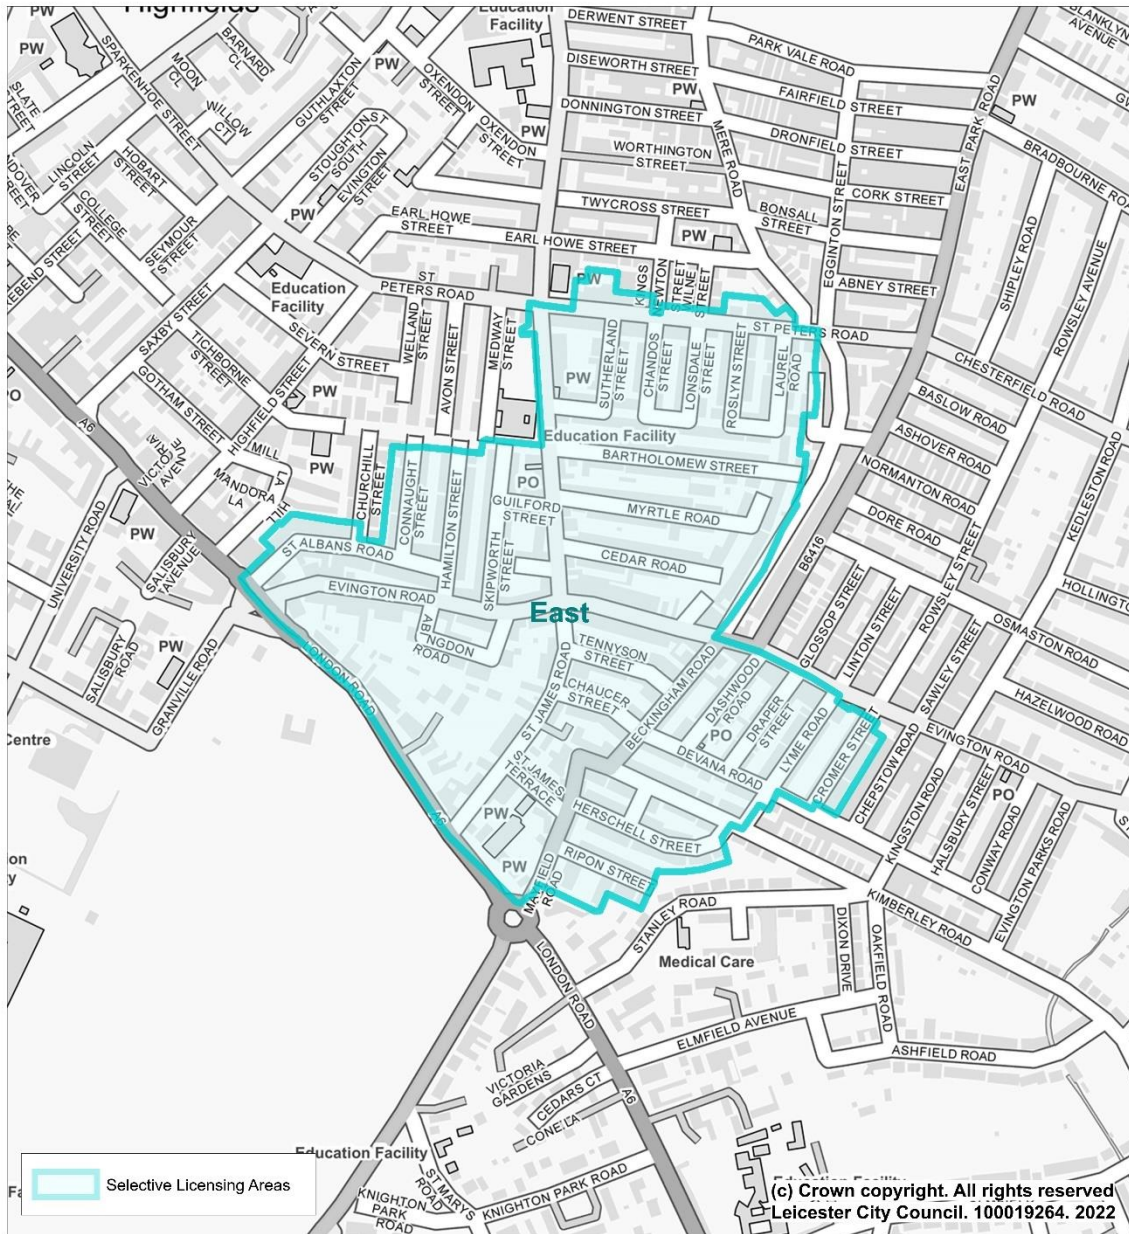 Highfields
PW
Education
Facility
DERWENT STREET
PARK VALE ROAD
BLANKLYN
AVENUE
SPARKENHOE STREET
MOON
CL
BARNARD
CL
WILLOW
CT
GUTHLAXTON
STREET
PW
OXENDON
STREET
DISEWORTH STREET
FAIRFIELD STREET
PW
SLATE
STREET
DONNINGTON STREET
PW
MERE ROAD
DRONFIELD STREET
EAST PARK ROAD
BRADBOURNE
LINCOLN
STREET
HOBART
STREET
STOUGHTON
ST
SOUTH
EVINGTON
STREET
OXENDON
STREET
PW
WORTHINGTON
STREET
CORK STREET
COLLEGE
STREET
SEYMOUR
STREET
PW
EARL HOWE
STREET
TWYCROSS STREET
BONSALL
STREET
EGGINTON STREET
SHIPLEY ROAD
ROWSLEY AVENUE
EARL HOWE STREET
PW
Education
Facility
ST
PETERS ROAD
PW
KINGS
NEWTON
STREET
WILNE
STREET
ABNEY STREET
SAXBY STREET
SEVERN STREET
WELLAND
STREET
AVON STREET
MEDWAY
STREET
ST PETERS ROAD
CHESTERFIELD ROAD
TICHBORNE
STREET
GOTHAM STREET
HIGHFIELD STREET
PW
PW
SUTHERLAND
STREET
CHANDOS
STREET
LONSDALE
STREET
ROSLYN STREET
LAUREL
ROAD
BASLOW ROAD
ASHOVER ROAD
PO
A6
VICTORIA
AVENUE
MILL
HILL
LA
MANDORA
LA
PW
CHURCHILL
STREET
CONNAUGHT
STREET
Education Facility
BARTHOLOMEW STREET
NORMANTON ROAD
KEDLESTON ROAD
PO
GUILFORD
STREET
MYRTLE ROAD
DORE ROAD
UNIVERSITY ROAD
PW
SALISBURY
AVENUE
ST ALBANS ROAD
HAMILTON STREET
SKIPWORTH
STREET
CEDAR ROAD
B6416
GLOSSOP STREET
LINTON STREET
ROWSLEY STREET
EVINGTON ROAD
East
ABINGDON
ROAD
SAWLEY STREET
OSMASTON ROAD
HAZELWOOD ROAD
SALISBURY
ROAD
PW
GRANVILLE ROAD
LONDON ROAD
TENNYSON
STREET
CHAUCER
STREET
ST JAMES ROAD
BECKINGHAM ROAD
DASHWOOD
ROAD
PO
DRAPER
STREET
LYME ROAD
CROMER STREET
DEVANA ROAD
EVINGTON ROAD
Centre
CHEPSTOW ROAD
KINGSTON ROAD
HALSBURY STREET
PO
CONWAY ROAD
EVINGTON PARKS ROAD
A6
ST JAMES
TERRACE
PW
PW
HERSCHELL STREET
RIPON STREET
MAYFIELD
ROAD
KIMBERLEY ROAD
STANLEY ROAD
DIXON DRIVE
OAKFIELD ROAD
Medical Care
LONDON ROAD
ELMFIELD AVENUE
ASHFIELD ROAD
VICTORIA
GARDENS
CEDARS CT
CONE LA
A6
Education Facility
ST MARYS
ROAD
KNIGHTON
PARK
ROAD
KNIGHTON PARK ROAD
Selective Licensing Areas
(c) Crown copyright. All rights reserved
Leicester City Council. 100019264. 2022